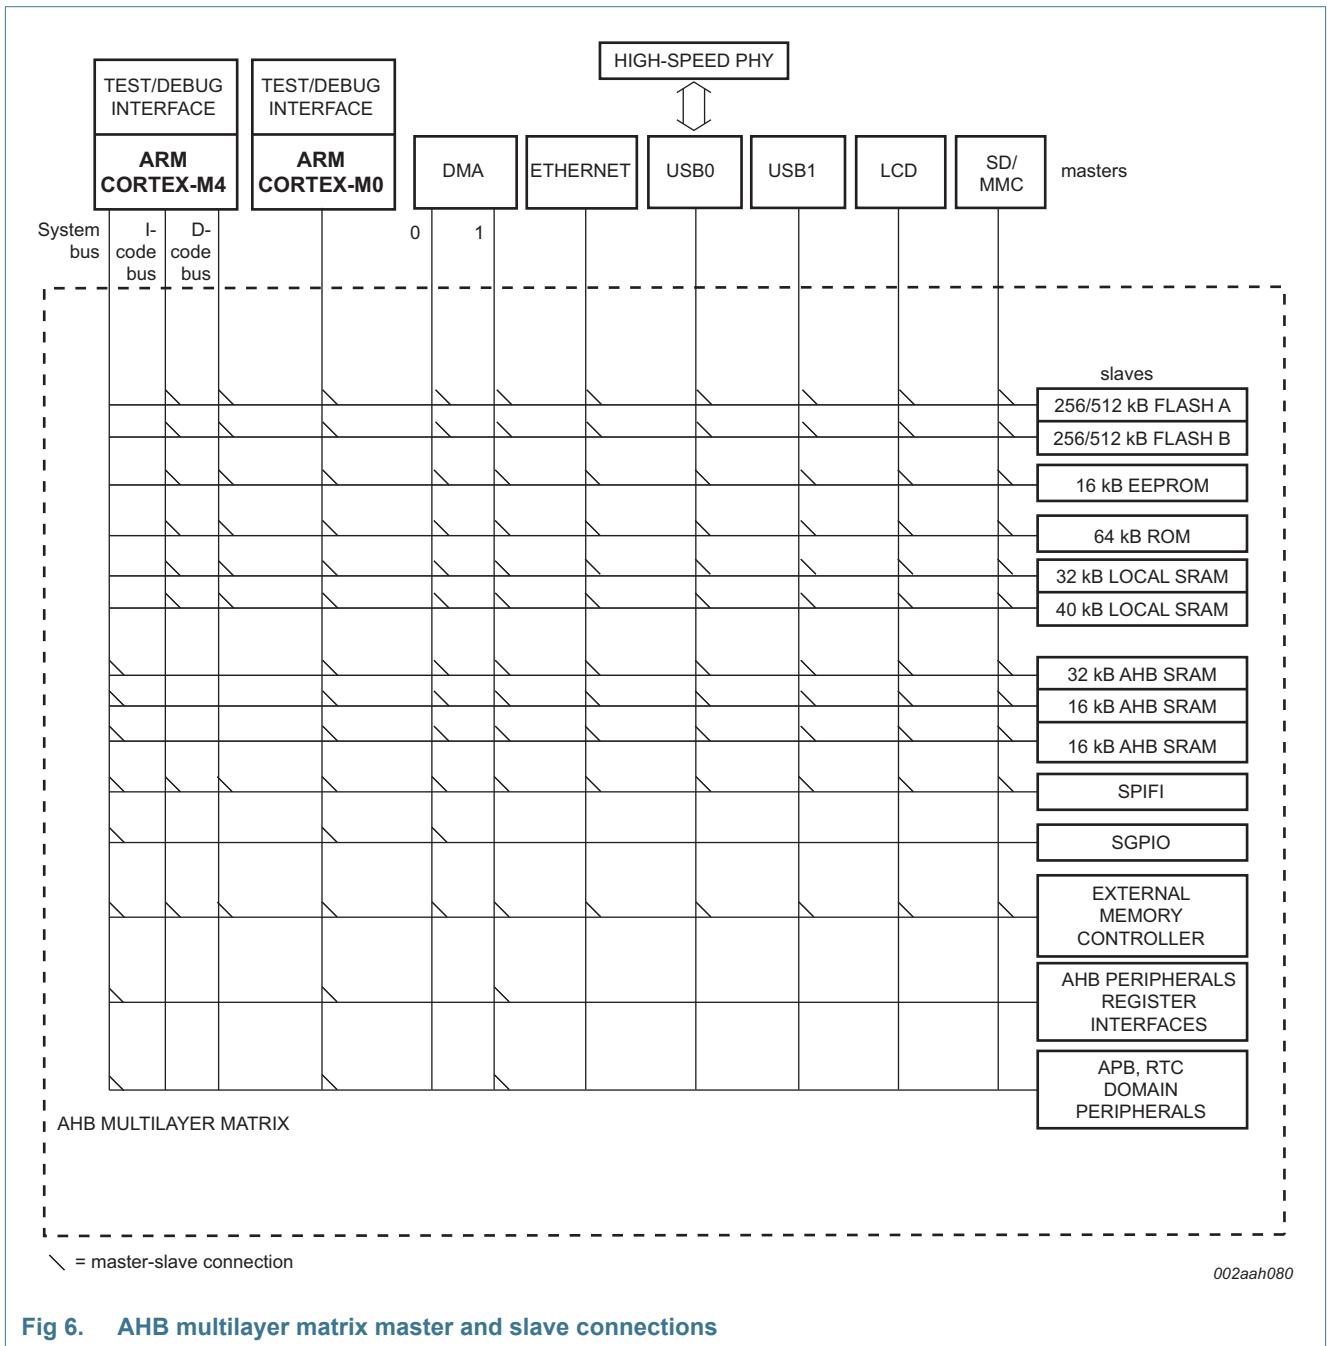 HIGH-SPEED PHY
TEST/DEBUG
INTERFACE
TEST/DEBUG
INTERFACE
ARM
CORTEX-M4
ARM
CORTEX-M0
DMA
ETHERNET
USB0
USB1
LCD
SD/
MMC
masters
System
bus
I-
code
bus
D-
code
bus
0
1
slaves
256/512 kB FLASH A
256/512 kB FLASH B
16 kB EEPROM
64 kB ROM
32 kB LOCAL SRAM
40 kB LOCAL SRAM
32 kB AHB SRAM
16 kB AHB SRAM
16 kB AHB SRAM
SPIFI
SGPIO
EXTERNAL
MEMORY
CONTROLLER
AHB PERIPHERALS
REGISTER
INTERFACES
APB, RTC
DOMAIN
PERIPHERALS
AHB MULTILAYER MATRIX
= master-slave connection
002aah080
Fig 6. AHB multilayer matrix master and slave connections